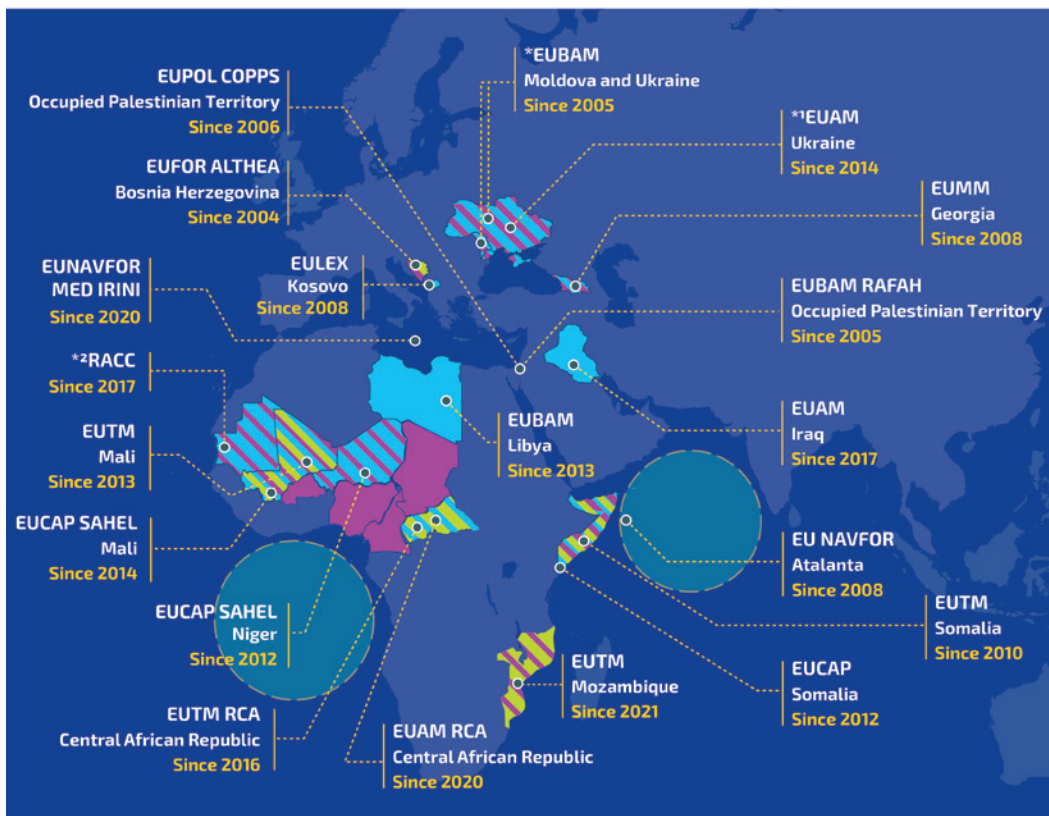 EUPOL COPPS
Occupied Palestinian Territory
Since 2006
EUFOR ALTHEA
Bosnia Herzegovina
Since 2004
EUNAVFOR
MED IRINI
Since 2020
*²RACC
Since 2017
EUTM
Mali
Since 2013
EUCAP SAHEL
Mali
Since 2014
EUCAP SAHEL
Niger
Since 2012
EUTM RCA
Central African Republic
Since 2016
EUAM RCA
Central African Republic
Since 2020
EULEX
Kosovo
Since 2008
*EUBAM
Moldova and Ukraine
Since 2005
*¹EUAM
Ukraine
Since 2014
EUMM
Georgia
Since 2008
EUBAM RAFAH
Occupied Palestinian Territory
Since 2005
EUAM
Iraq
Since 2017
EUBAM
Libya
Since 2013
EU NAVFOR
Atalanta
Since 2008
EUTM
Somalia
Since 2010
EUCAP
Somalia
Since 2012
EUTM
Mozambique
Since 2021